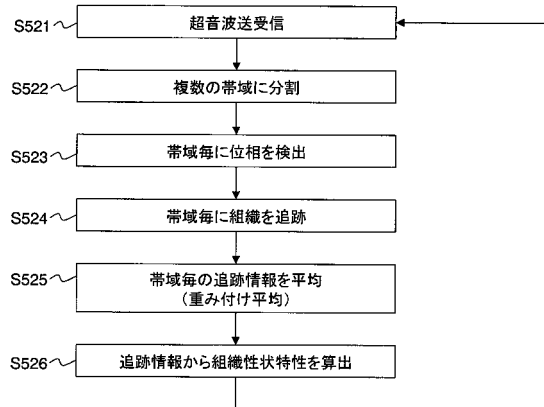 S521 超音波送受信
S522 複数の帯域に分割
S523 帯域毎に位相を検出
S524 帯域毎に組織を追跡
S525 帯域毎の追跡情報を平均
(重み付け平均)
S526 追跡情報から組織性状特性を算出